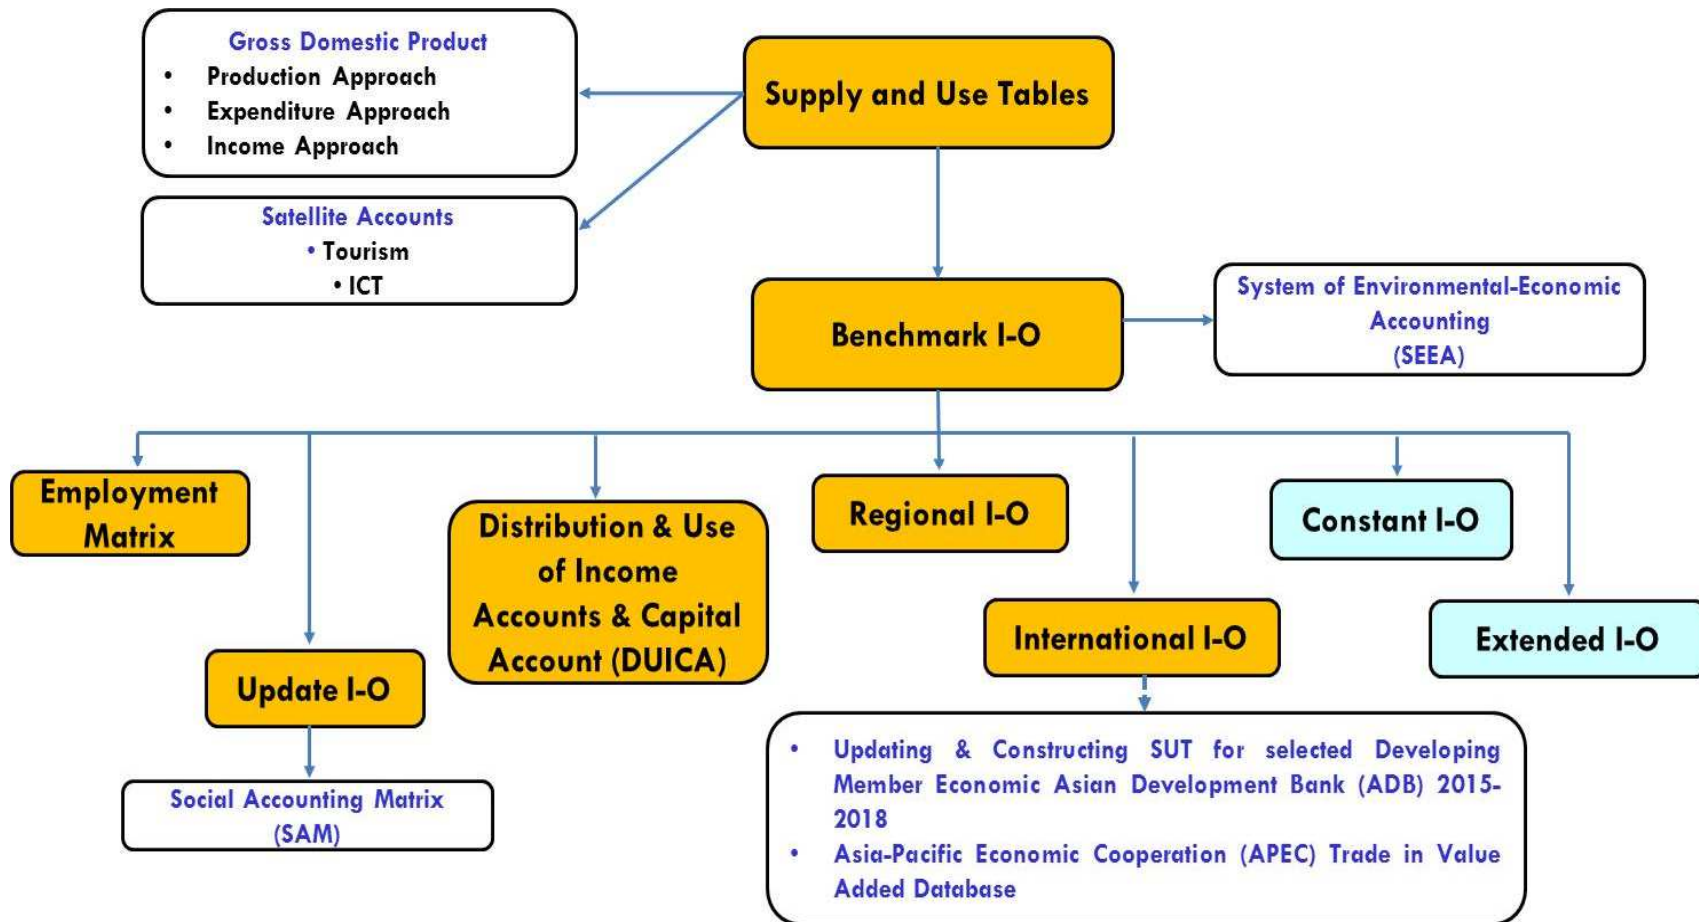 Gross Domestic Product
• Production Approach
• Expenditure Approach
• Income Approach
Supply and Use Tables
Satellite Accounts
• Tourism
• ICT
Benchmark I-O
System of Environmental-Economic
Accounting
(SEEA)
Employment
Matrix
Update I-O
Social Accounting Matrix
(SAM)
Distribution & Use
of Income
Accounts & Capital
Account (DUICA)
Regional I-O
International I-O
Constant I-O
Extended I-O
• Updating & Constructing SUT for selected Developing
Member Economic Asian Development Bank (ADB) 2015-
2018
• Asia-Pacific Economic Cooperation (APEC) Trade in Value
Added Database